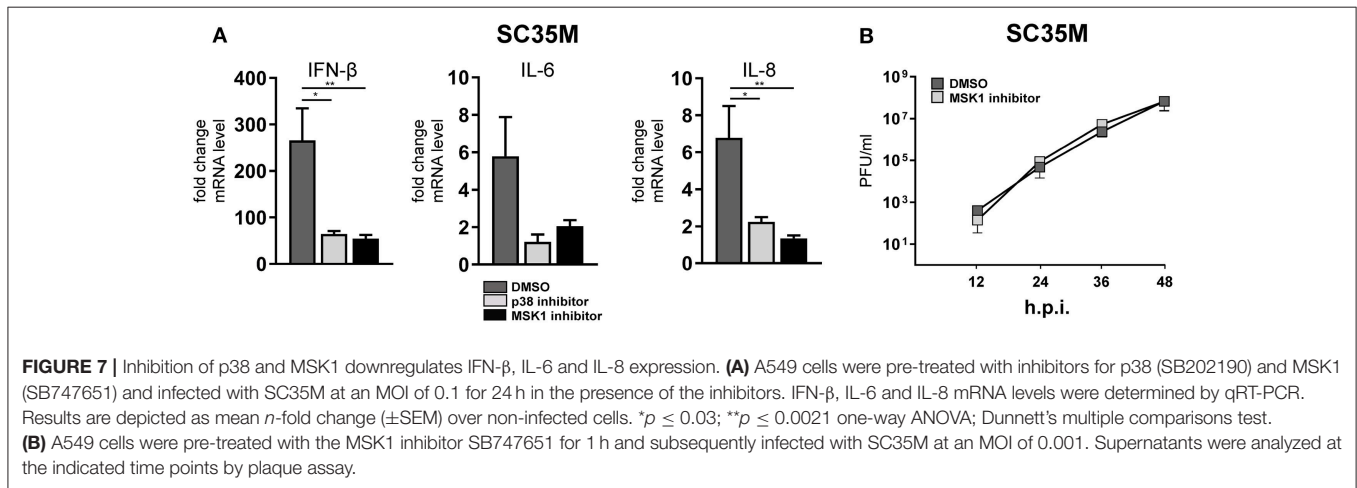 A
SC35M
IFN-β
400
300
200
100
0
fold change
mRNA level
**
*
IL-6
8
6
4
2
0
fold change
mRNA level
IL-8
8
6
4
2
0
fold change
mRNA level
**
*
DMSO
p38 inhibitor
MSK1 inhibitor
B
SC35M
DMSO
MSK1 inhibitor
PFU/ml
10⁹
10⁷
10⁵
10³
10¹
12 24 36 48
h.p.i.
FIGURE 7 | Inhibition of p38 and MSK1 downregulates IFN-β, IL-6 and IL-8 expression. (A) A549 cells were pre-treated with inhibitors for p38 (SB202190) and MSK1
(SB747651) and infected with SC35M at an MOI of 0.1 for 24 h in the presence of the inhibitors. IFN-β, IL-6 and IL-8 mRNA levels were determined by qRT-PCR.
Results are depicted as mean n-fold change (±SEM) over non-infected cells. *p ≤ 0.03; **p ≤ 0.0021 one-way ANOVA; Dunnett's multiple comparisons test.
(B) A549 cells were pre-treated with the MSK1 inhibitor SB747651 for 1 h and subsequently infected with SC35M at an MOI of 0.001. Supernatants were analyzed at
the indicated time points by plaque assay.